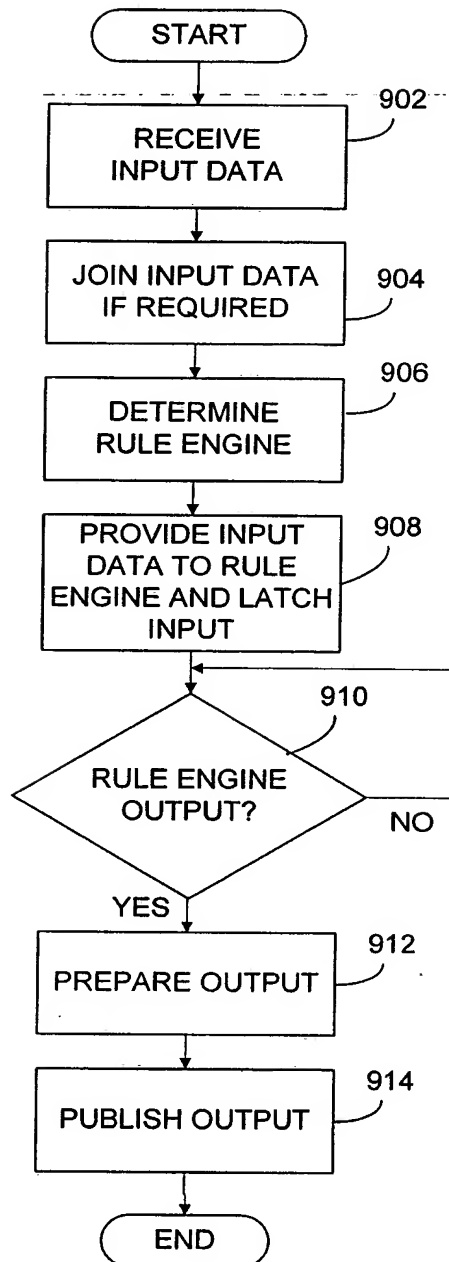 START
902
RECEIVE
INPUT DATA
JOIN INPUT DATA
IF REQUIRED
904
906
DETERMINE
RULE ENGINE
PROVIDE INPUT
DATA TO RULE
ENGINE AND LATCH
INPUT
908
910
RULE ENGINE
OUTPUT?
NO
YES
912
PREPARE OUTPUT
914
PUBLISH OUTPUT
END